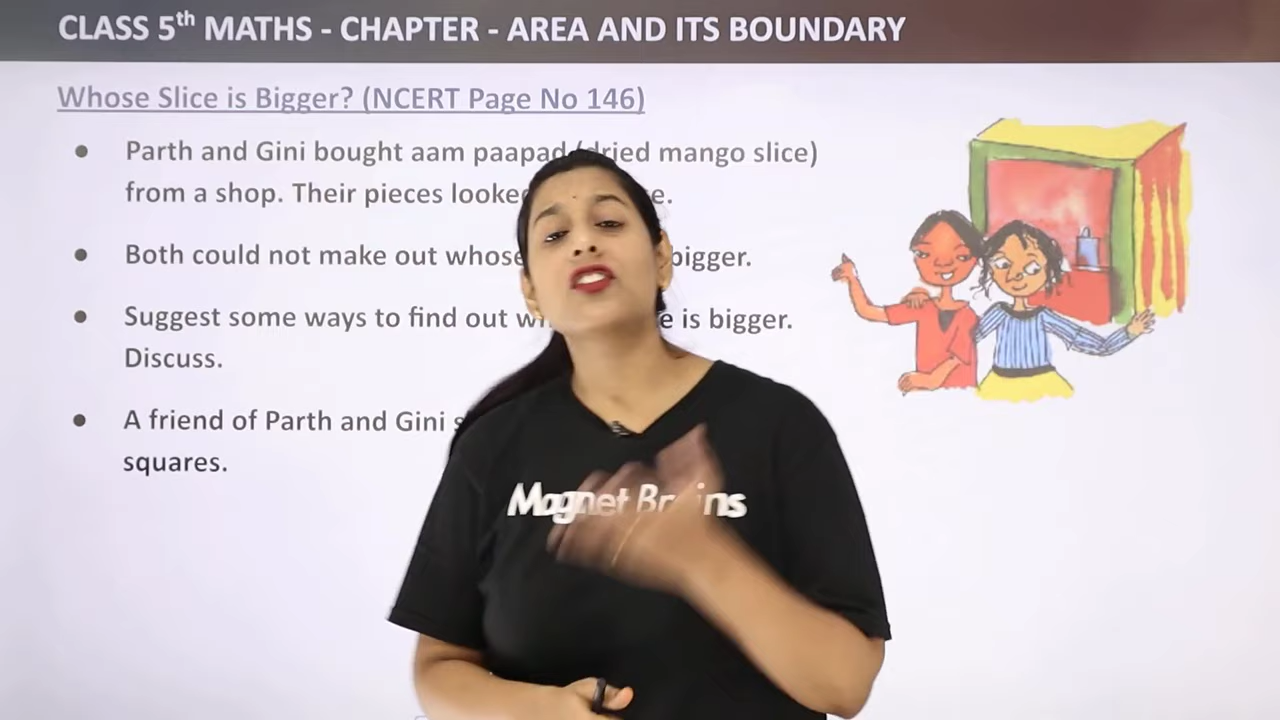 CLASS 5th MATHS - CHAPTER - AREA AND ITS BOUNDARY
Whose Slice is Bigger? (NCERT Page No 146)
● Parth and Gini bought aam paapad (dried mango slice)
from a shop. Their pieces looked
● Both could not make out whose bigger.
● Suggest some ways to find out is bigger.
Discuss.
● A friend of Parth and Gini
squares.
Magnet Brains